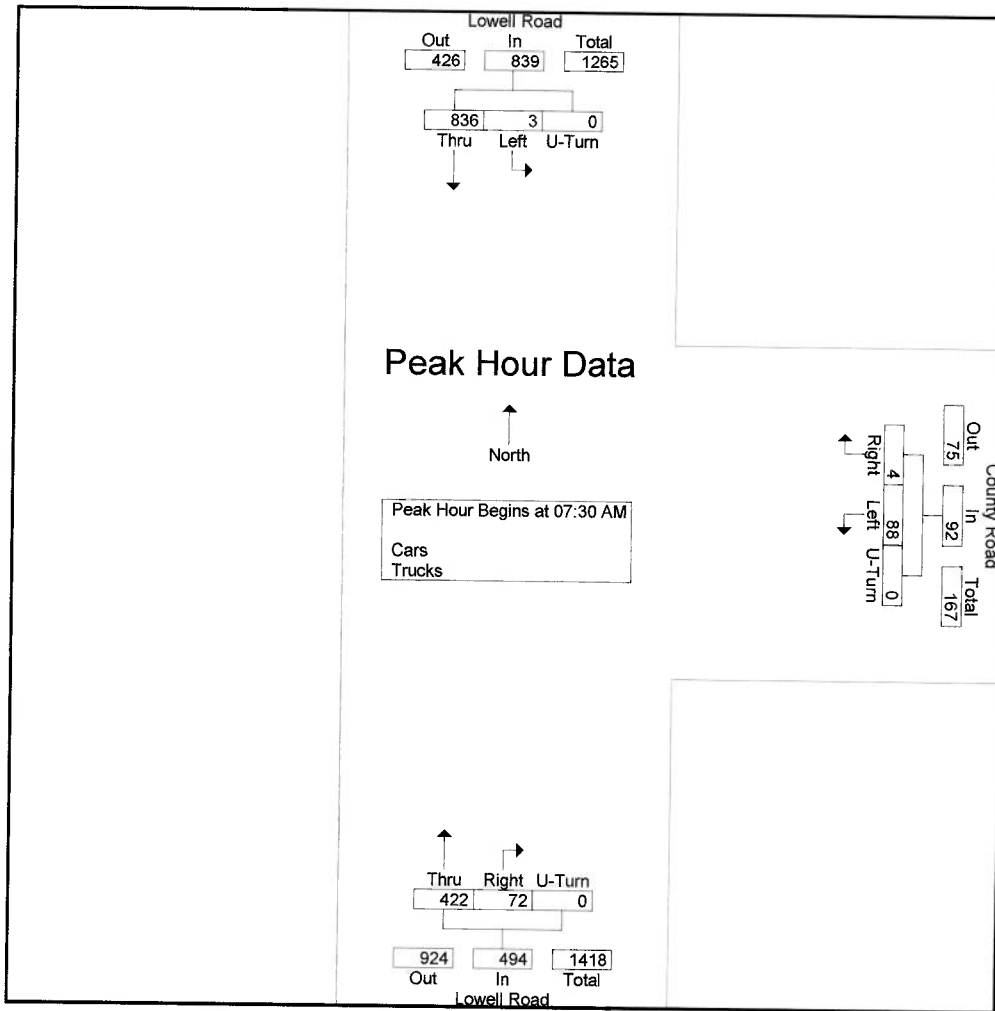 Lowell Road
Out In Total
426 839 1265
836 3 0
Thru Left U-Turn
Peak Hour Data
North
Peak Hour Begins at 07:30 AM
Cars
Trucks
County Road
Out In Total
75 92 167
4 88 0
Right Left U-Turn
Thru Right U-Turn
422 72 0
924 494 1418
Out In Total
Lowell Road